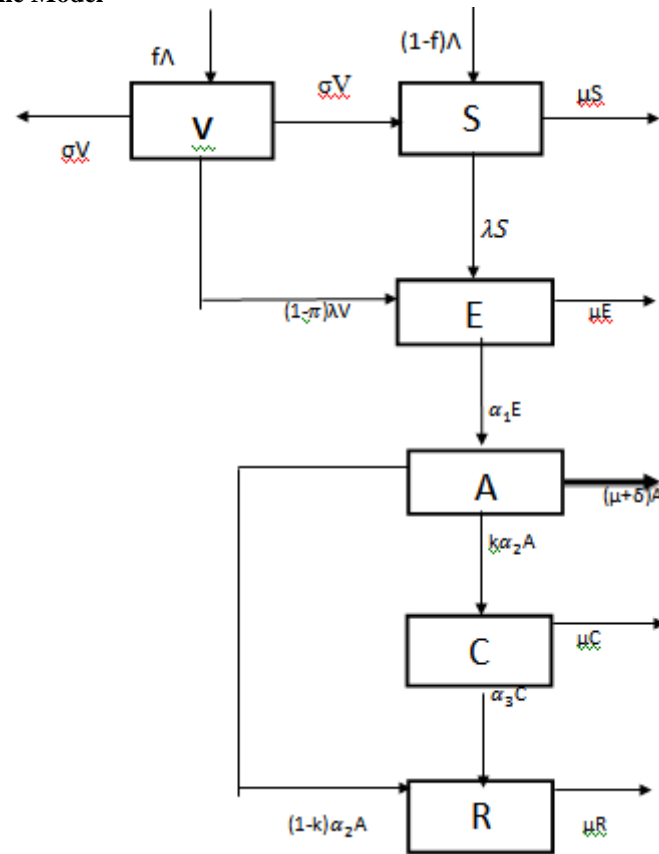 fΛ
(1-f)Λ
σV
V
σV
S
μS
λS
(1-π)λV
E
μE
α₁E
A
(μ+δ)A
kα₂A
C
μC
α₃C
(1-k)α₂A
R
μR